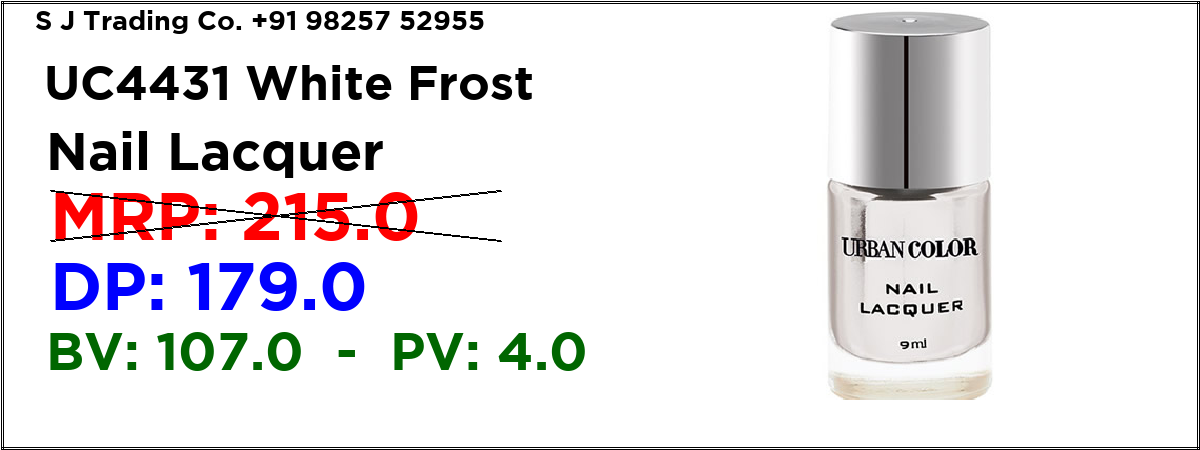 S J Trading Co. +91 98257 52955
UC4431 White Frost
Nail Lacquer
MRP: 215.0
DP: 179.0
BV: 107.0 - PV: 4.0
URBAN COLOR
NAIL
LACQUER
9ml